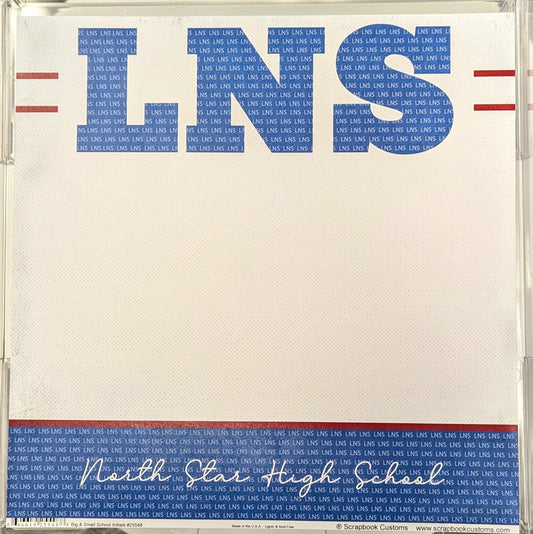 LNS
North Star High School
Big & Small School Initials #23548 Made in the U.S.A. Lignin & Acid Free ® Scrapbook Customs www.scrapbookcustoms.com